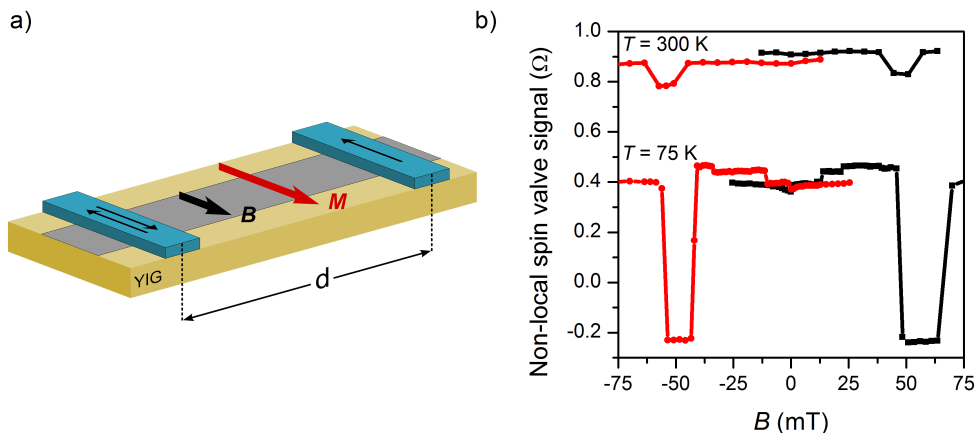 a)
B
M
YIG
d
b)
Non-local spin valve signal (Ω)
1.0
0.8
0.6
0.4
0.2
0.0
-0.2
T = 300 K
T = 75 K
-75 -50 -25 0 25 50 75
B (mT)